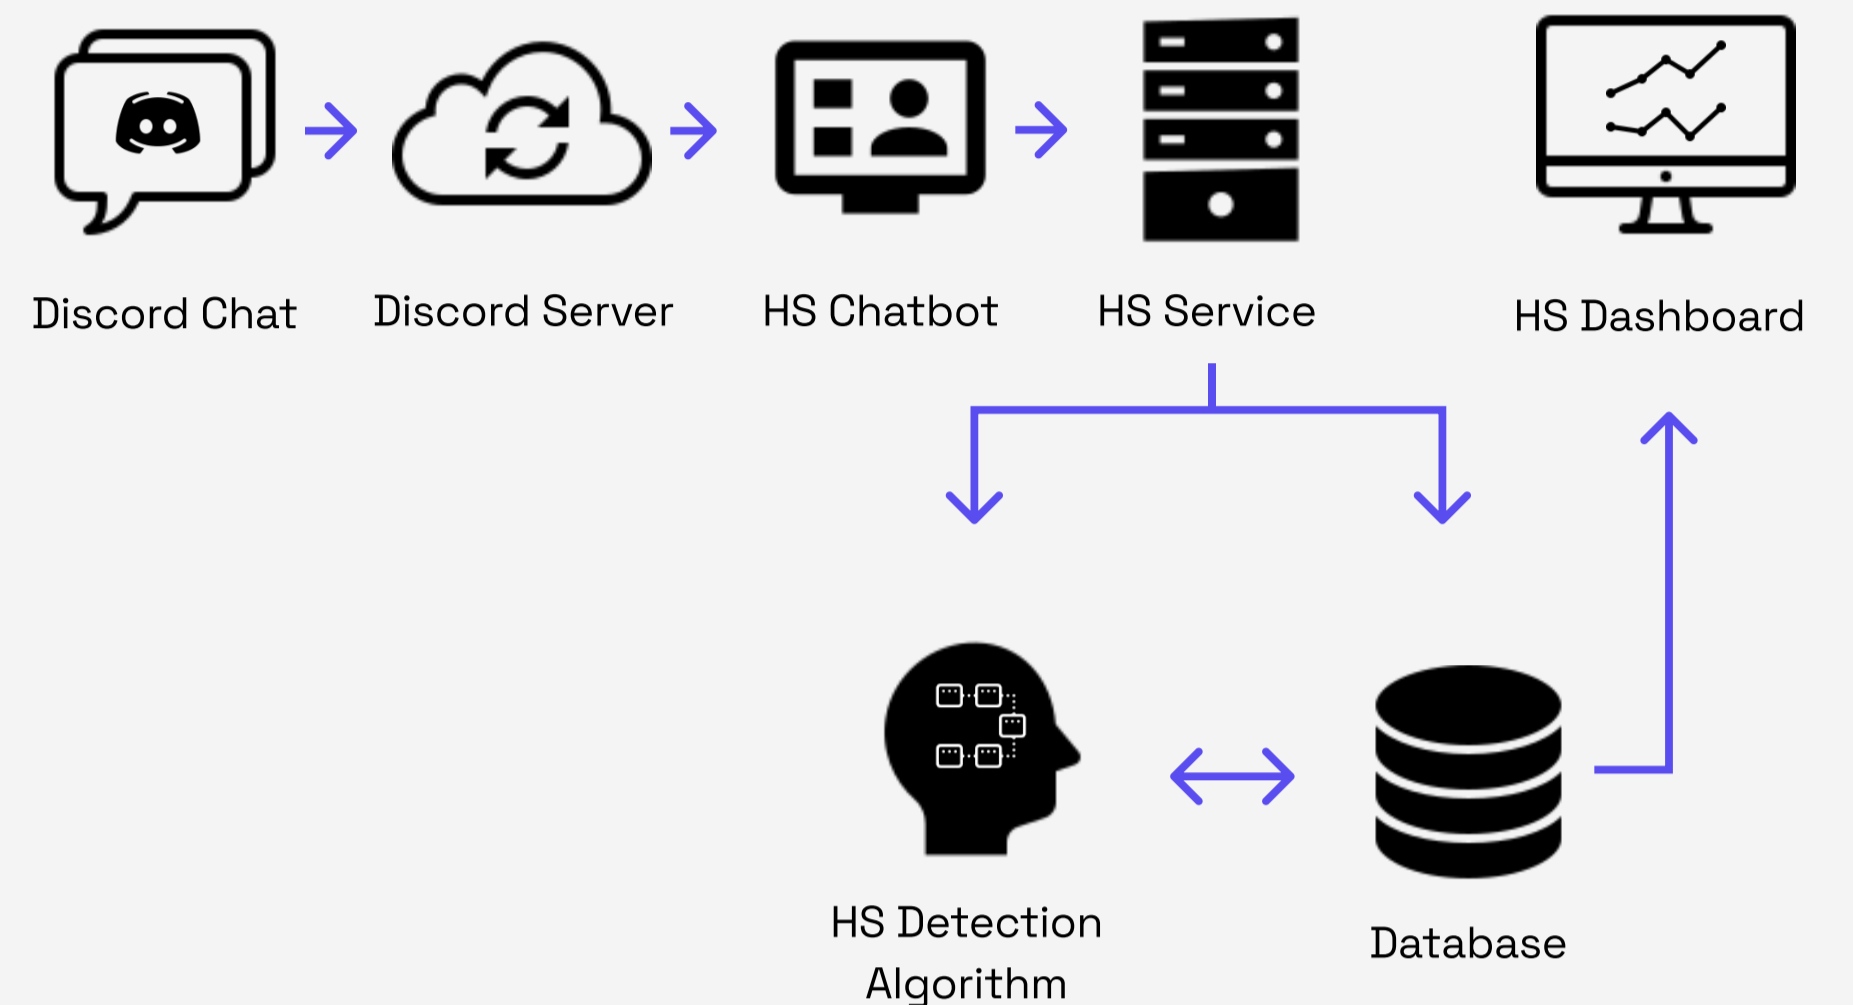 Discord Chat
Discord Server
HS Chatbot
HS Service
HS Dashboard
HS Detection
Algorithm
Database